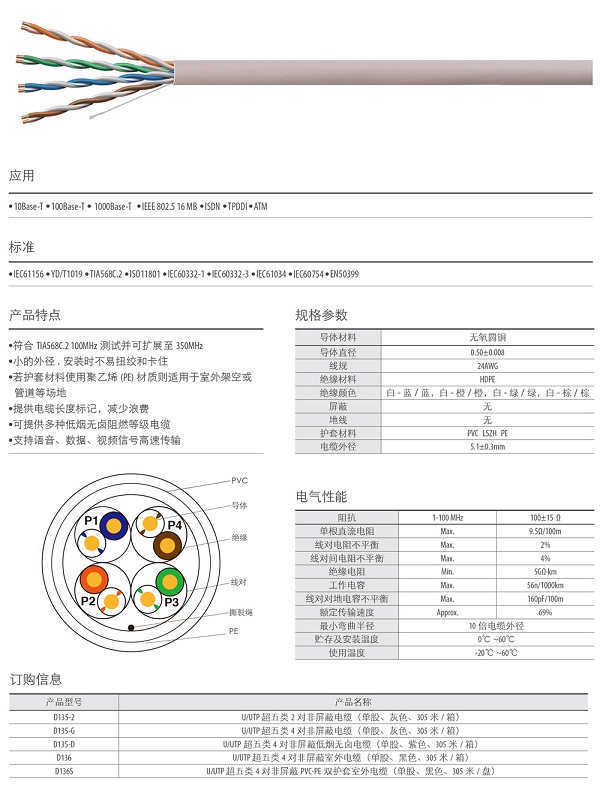 应用
•10Base-T •100Base-T • 1000Base-T •IEEE 802.5 16 MB •ISDN •TPDDI •ATM
标准
•IEC61156 •YD/T1019 •TIA568C.2 •ISO11801 •IEC60332-1 •IEC60332-3 •IEC61034 •IEC60754 •EN50399
产品特点
•符合 TIA568C.2 100MHz 测试并可扩展至 350MHz
•小的外径，安装时不易扭绞和卡住
•若护套材料使用聚乙烯 (PE) 材质则适用于室外架空或
管道等场地
•提供电缆长度标记，减少浪费
•可提供多种低烟无卤阻燃等级电缆
•支持语音、数据、视频信号高速传输
规格参数
导体材料 无氧圆铜
导体直径 0.50±0.008
线规 24AWG
绝缘材料 HDPE
绝缘颜色 白 - 蓝 / 蓝，白 - 橙 / 橙，白 - 绿 / 绿，白 - 棕 / 棕
屏蔽 无
地线 无
护套材料 PVC LSZH PE
电缆外径 5.1±0.3mm
PVC
导体
绝缘
线对
撕裂绳
PE
P1
P4
P2
P3
电气性能
阻抗 1-100 MHz 100±15 Ω
单根直流电阻 Max. 9.5Ω/100m
线对电阻不平衡 Max. 2%
线对间电阻不平衡 Max. 4%
绝缘电阻 Min. 5GΩ·km
工作电容 Max. 56n/1000km
线对对地电容不平衡 Max. 160pF/100m
额定传输速度 Approx. 69%
最小弯曲半径 10 倍电缆外径
贮存及安装温度 0℃ ~60℃
使用温度 -20℃ ~60℃
订购信息
产品型号 产品名称
D135-2 U/UTP 超五类 2 对非屏蔽电缆（单股、灰色、305 米 / 箱）
D135-G U/UTP 超五类 4 对非屏蔽电缆（单股、灰色、305 米 / 箱）
D135-D U/UTP 超五类 4 对非屏蔽低烟无卤电缆（单股、紫色、305 米 / 箱）
D136 U/UTP 超五类 4 对非屏蔽室外电缆（单股、黑色、305 米 / 箱）
D136S U/UTP 超五类 4 对非屏蔽 PVC-PE 双护套室外电缆（单股、黑色、305 米 / 盘）